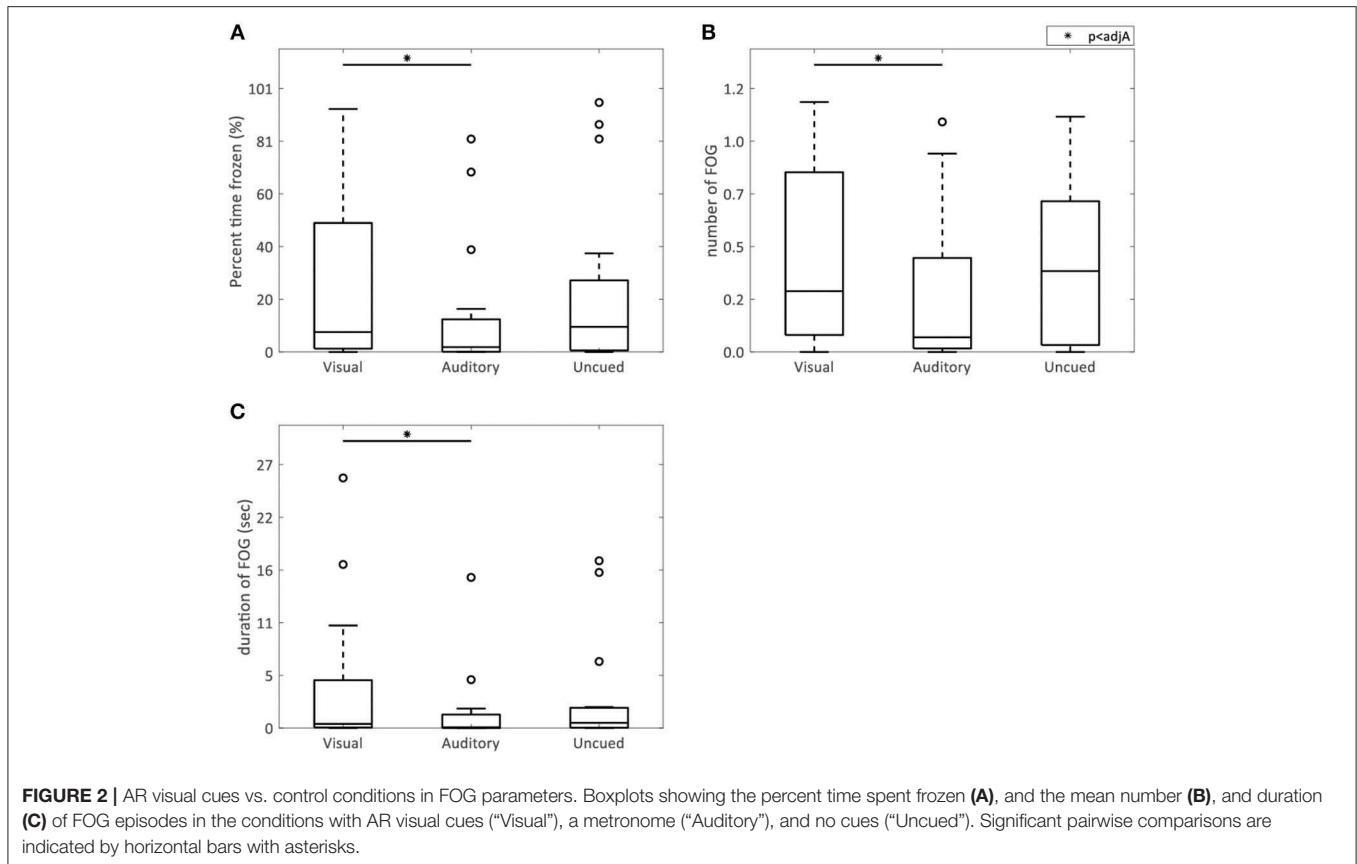 A
B
* p<adjA
*
*
101
81
60
40
20
0
Percent time frozen (%)
Visual Auditory Uncued
1.2
1.0
0.7
0.5
0.2
0.0
number of FOG
Visual Auditory Uncued
C
*
27
22
16
11
5
0
duration of FOG (sec)
Visual Auditory Uncued
FIGURE 2 | AR visual cues vs. control conditions in FOG parameters. Boxplots showing the percent time spent frozen (A), and the mean number (B), and duration
(C) of FOG episodes in the conditions with AR visual cues (“Visual”), a metronome (“Auditory”), and no cues (“Uncued”). Significant pairwise comparisons are
indicated by horizontal bars with asterisks.